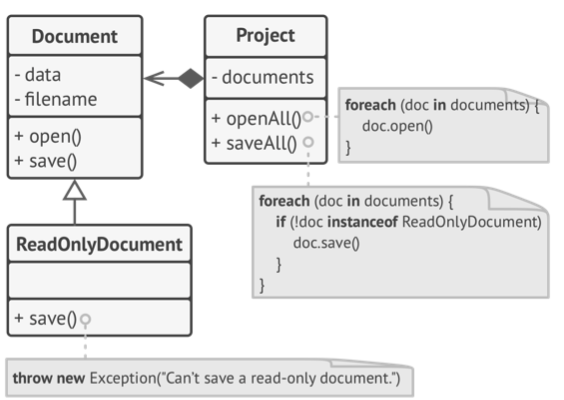 Document
- data
- filename
+ open()
+ save()
Project
- documents
+ openAll()
+ saveAll()
foreach (doc in documents) {
doc.open()
}
foreach (doc in documents) {
if (!doc instanceof ReadOnlyDocument)
doc.save()
}
}
ReadOnlyDocument
+ save()
throw new Exception("Can't save a read-only document.")